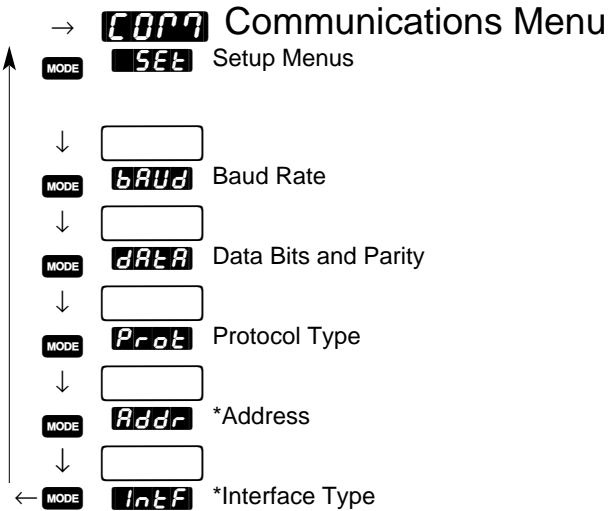 → COM Communications Menu
MODE SEt Setup Menus
↓
MODE bAUd Baud Rate
↓
MODE dAtA Data Bits and Parity
↓
MODE Prot Protocol Type
↓
MODE Addr *Address
↓
← MODE IntF *Interface Type